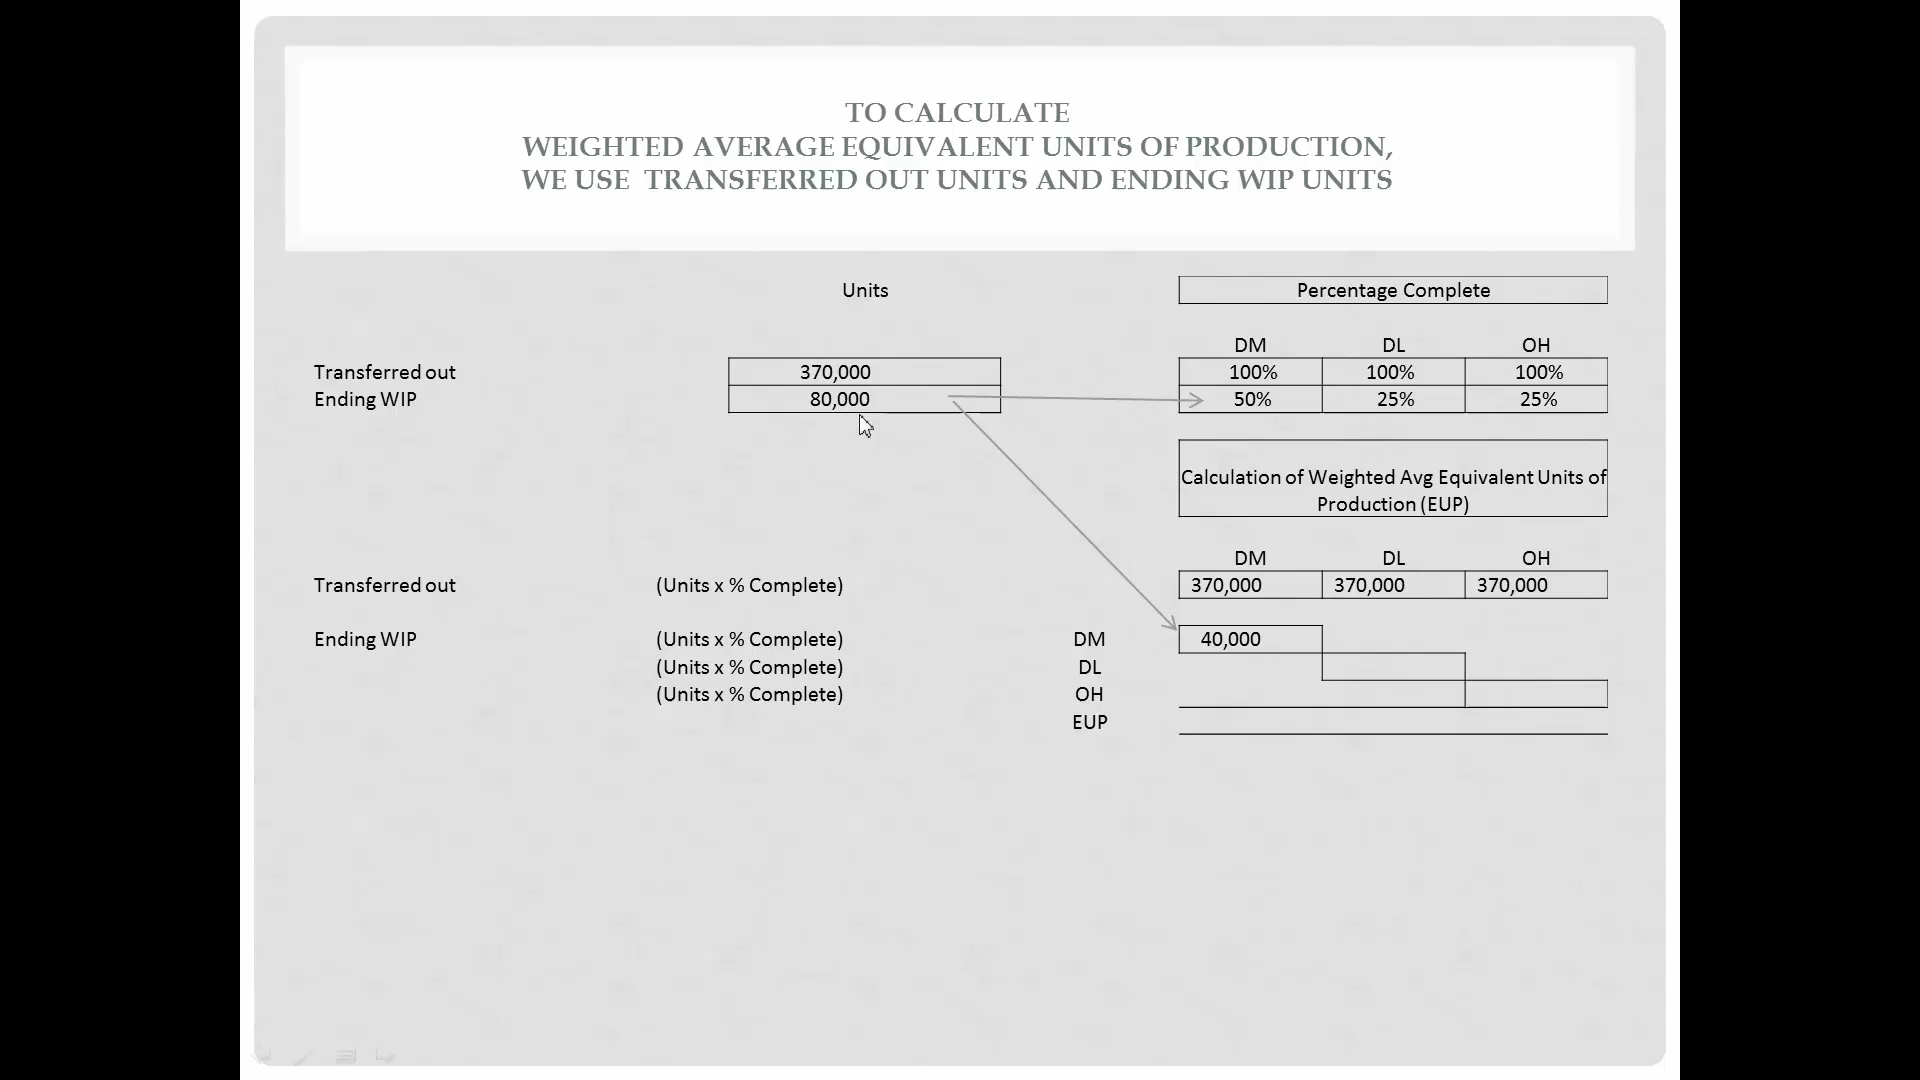 TO CALCULATE
WEIGHTED AVERAGE EQUIVALENT UNITS OF PRODUCTION,
WE USE TRANSFERRED OUT UNITS AND ENDING WIP UNITS
Units Percentage Complete
DM DL OH
Transferred out 370,000 100% 100% 100%
Ending WIP 80,000 50% 25% 25%
Calculation of Weighted Avg Equivalent Units of
Production (EUP)
DM DL OH
Transferred out (Units x % Complete) 370,000 370,000 370,000
Ending WIP (Units x % Complete) DM 40,000
(Units x % Complete) DL
(Units x % Complete) OH
EUP